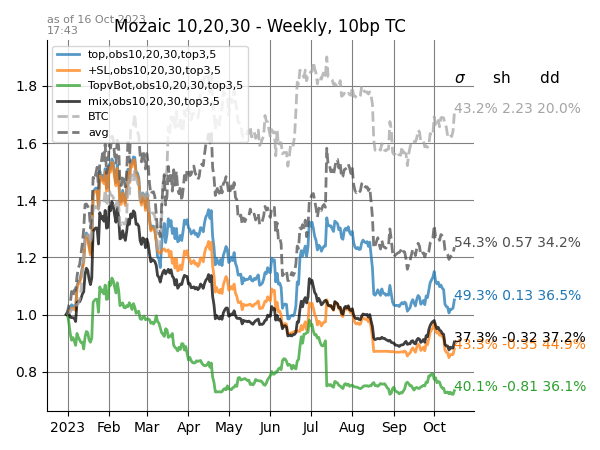 as of 16 Oct 2023
17:43
Mozaic 10,20,30 - Weekly, 10bp TC
top,obs10,20,30,top3,5
+SL,obs10,20,30,top3,5
TopvBot,obs10,20,30,top3,5
mix,obs10,20,30,top3,5
BTC
avg
σ sh dd
43.2% 2.23 20.0%
54.3% 0.57 34.2%
49.3% 0.13 36.5%
37.3% -0.32 37.2%
43.3% -0.35 44.9%
40.1% -0.81 36.1%
1.8
1.6
1.4
1.2
1.0
0.8
2023 Feb Mar Apr May Jun Jul Aug Sep Oct